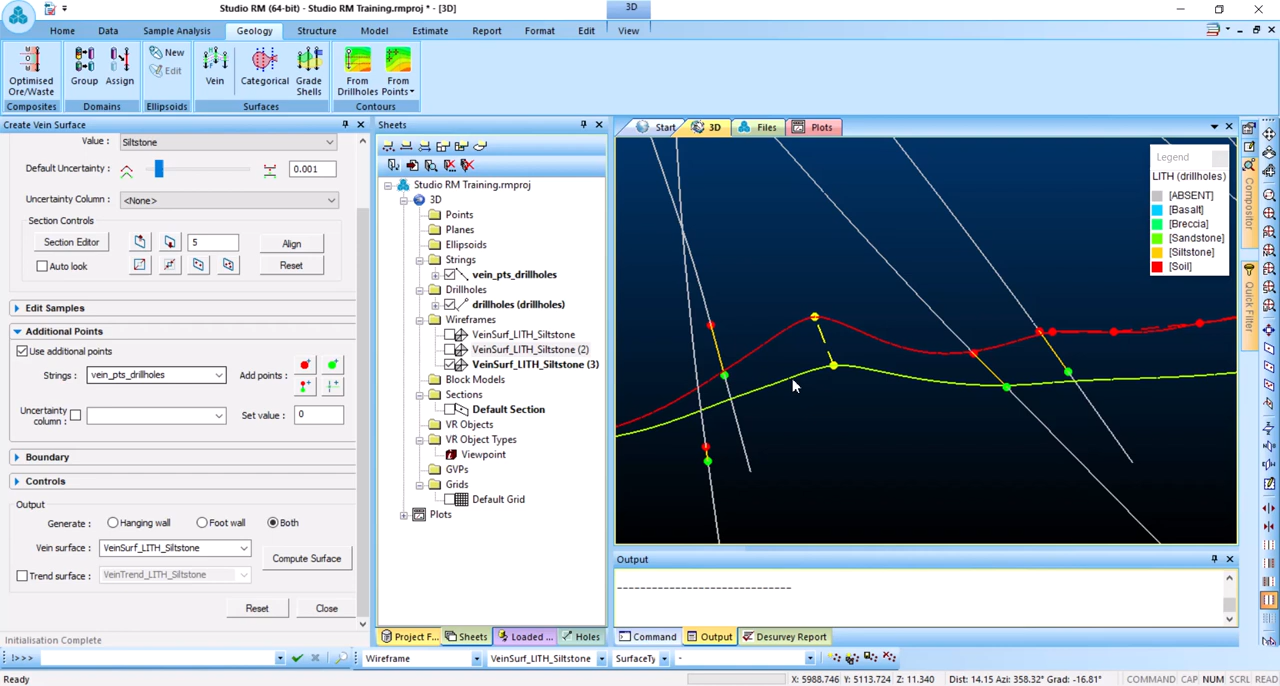 Studio RM (64-bit) - Studio RM Training.rmproj * - [3D]
3D
Home Data Sample Analysis Geology Structure Model Estimate Report Format Edit View
Optimised Ore/Waste
Group
Assign
New
Edit
Vein
Categorical
Grade Shells
From Drillholes
From Points
Composites Domains Ellipsoids Surfaces Contours
Create Vein Surface
Value : Siltstone
Default Uncertainty : 0.001
Uncertainty Column : <None>
Section Controls
Section Editor 5 Align
Auto look Reset
Edit Samples
Additional Points
Use additional points
Strings : vein_pts_drillholes Add points:
Uncertainty column : Set value : 0
Boundary
Controls
Output
Generate : Hanging wall Foot wall Both
Vein surface : VeinSurf_LITH_Siltstone Compute Surface
Trend surface : VeinTrend_LITH_Siltstone
Reset Close
Initialisation Complete
Sheets
Studio RM Training.rmproj
3D
Points
Planes
Ellipsoids
Strings
vein_pts_drillholes
Drillholes
drillholes (drillholes)
Wireframes
VeinSurf_LITH_Siltstone
VeinSurf_LITH_Siltstone (2)
VeinSurf_LITH_Siltstone (3)
Block Models
Sections
Default Section
VR Objects
VR Object Types
Viewpoint
GVPs
Grids
Default Grid
Plots
Project F... Sheets Loaded ... Holes
Start 3D Files Plots
Legend
LITH (drillholes)
[ABSENT]
[Basalt]
[Breccia]
[Sandstone]
[Siltstone]
[Soil]
Compositor
Quick Filter
Output
------------------------------
Command Output Desurvey Report
!>>> Wireframe VeinSurf_LITH_Siltstone SurfaceTy -
Ready X: 5988.746 Y: 5113.724 Z: 11.340 Dist: 14.15 Azi: 358.32° Grad: -16.81° COMMAND CAP NUM SCRL READ